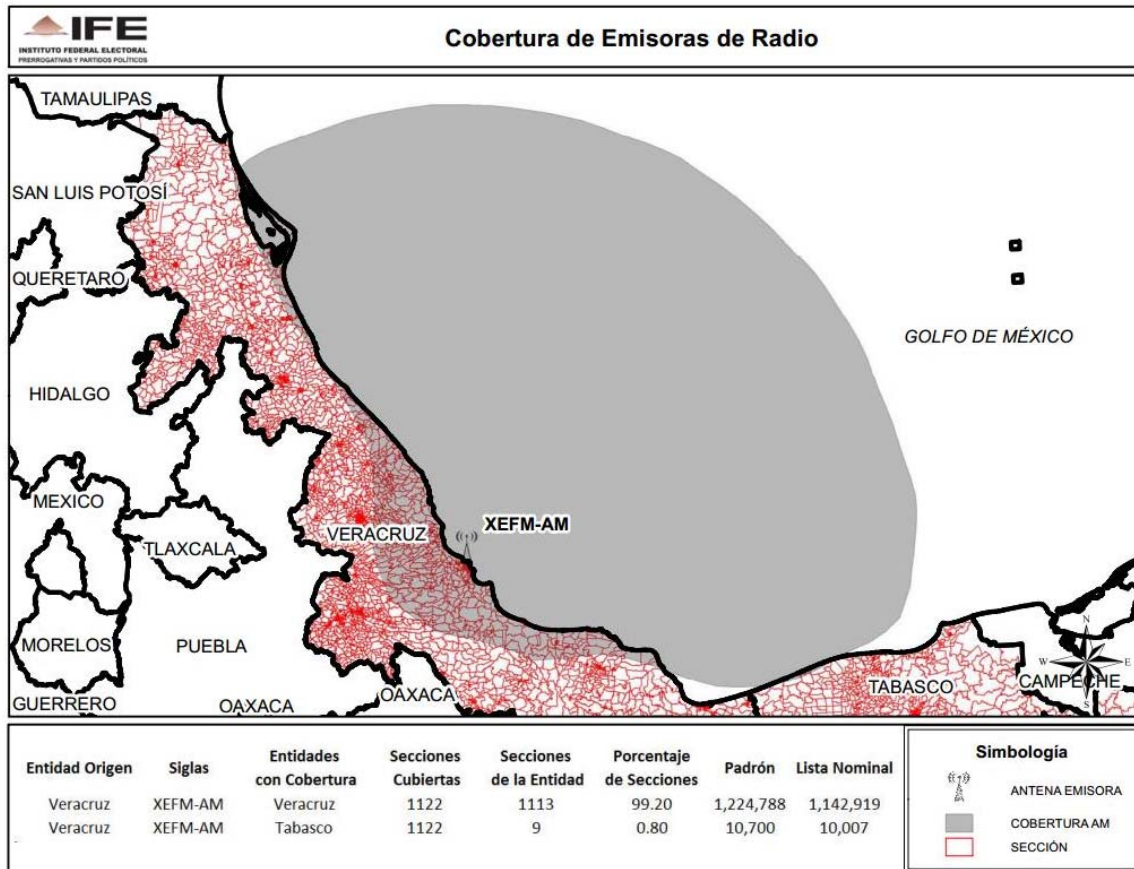 IFE
INSTITUTO FEDERAL ELECTORAL
PRERROGATIVAS Y PARTIDOS POLÍTICOS
Cobertura de Emisoras de Radio
TAMAULIPAS
SAN LUIS POTOSÍ
QUERETARO
GOLFO DE MÉXICO
HIDALGO
MEXICO
XEFM-AM
VERACRUZ
TLAXCALA
MORELOS
PUEBLA
N
W
E
S
TABASCO
CAMPECHE
OAXACA
GUERRERO
OAXACA
Entidad Origen Siglas Entidades con Cobertura Secciones Cubiertas Secciones de la Entidad Porcentaje de Secciones Padrón Lista Nominal
Veracruz XEFM-AM Veracruz 1122 1113 99.20 1,224,788 1,142,919
Veracruz XEFM-AM Tabasco 1122 9 0.80 10,700 10,007
Simbología
ANTENA EMISORA
COBERTURA AM
SECCIÓN